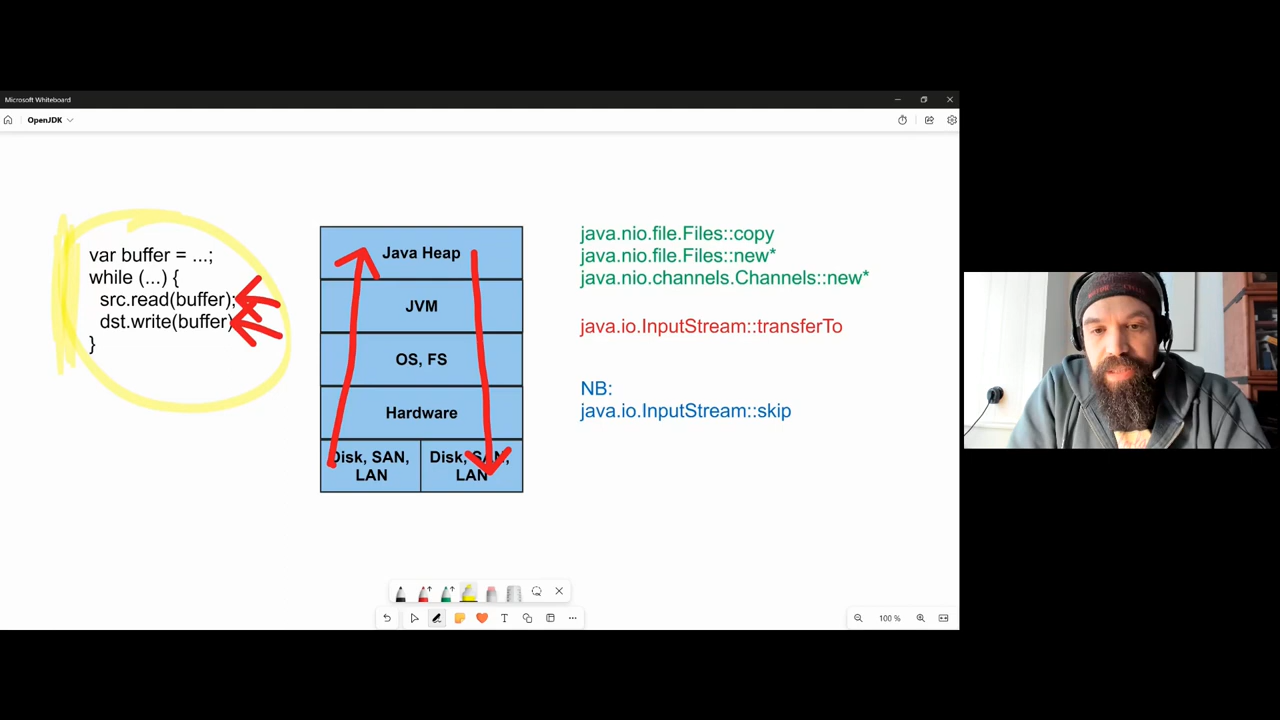 Microsoft Whiteboard
OpenJDK
var buffer = ...;
while (...) {
src.read(buffer);
dst.write(buffer)
}
Java Heap
JVM
OS, FS
Hardware
Disk, SAN,
LAN
Disk, SAN,
LAN
java.nio.file.Files::copy
java.nio.file.Files::new*
java.nio.channels.Channels::new*
java.io.InputStream::transferTo
NB:
java.io.InputStream::skip
100 %